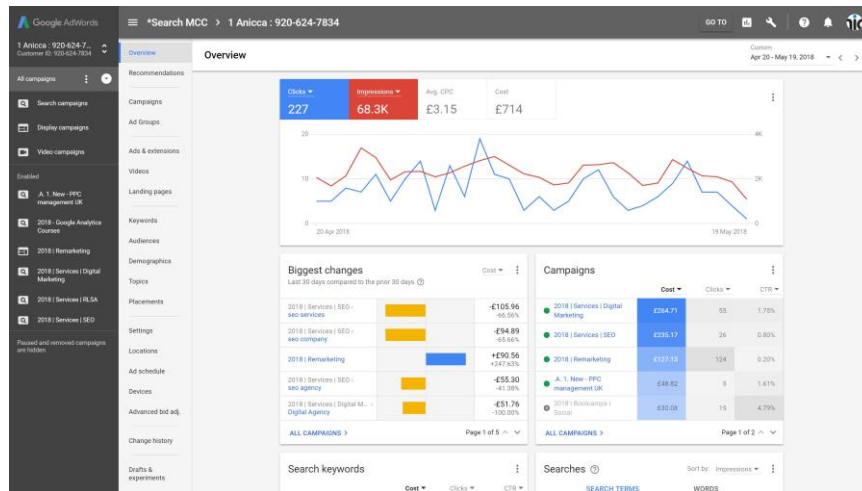 Google AdWords
*Search MCC > 1 Anicca : 920-624-7834
GO TO
1 Anicca : 920-624-7...
Customer ID: 920-624-7834
All campaigns
Search campaigns
Display campaigns
Video campaigns
Enabled
.A. 1. New - PPC
management UK
2018 - Google Analytics
Courses
2018 | Remarketing
2018 | Services | Digital
Marketing
2018 | Services | RLSA
2018 | Services | SEO
Paused and removed campaigns
are hidden
Overview
Recommendations
Campaigns
Ad Groups
Ads & extensions
Videos
Landing pages
Keywords
Audiences
Demographics
Topics
Placements
Settings
Locations
Ad schedule
Devices
Advanced bid adj.
Change history
Drafts &
experiments
Overview
Custom
Apr 20 - May 19, 2018
Clicks
227
Impressions
68.3K
Avg. CPC
£3.15
Cost
£714
20
4K
10
2K
0
0
20 Apr 2018
19 May 2018
Biggest changes
Cost
Last 30 days compared to the prior 30 days
2018 | Services | SEO -
seo services
-£105.96
-66.56%
2018 | Services | SEO -
seo company
-£94.89
-65.66%
2018 | Remarketing
+£90.56
+247.63%
2018 | Services | SEO -
seo agency
-£55.30
-41.38%
2018 | Services | Digital M... -
Digital Agency
-£51.76
-100.00%
ALL CAMPAIGNS >
Page 1 of 5
Campaigns
Cost Clicks CTR
2018 | Services | Digital
Marketing
£264.71 55 1.78%
2018 | Services | SEO £235.17 26 0.80%
2018 | Remarketing £127.13 124 0.20%
.A. 1. New - PPC
management UK
£48.82 5 1.61%
2018 | Bootcamps |
Social
£30.08 15 4.79%
ALL CAMPAIGNS >
Page 1 of 2
Search keywords
Cost Clicks CTR
Searches
Sort by: Impressions
SEARCH TERMS WORDS